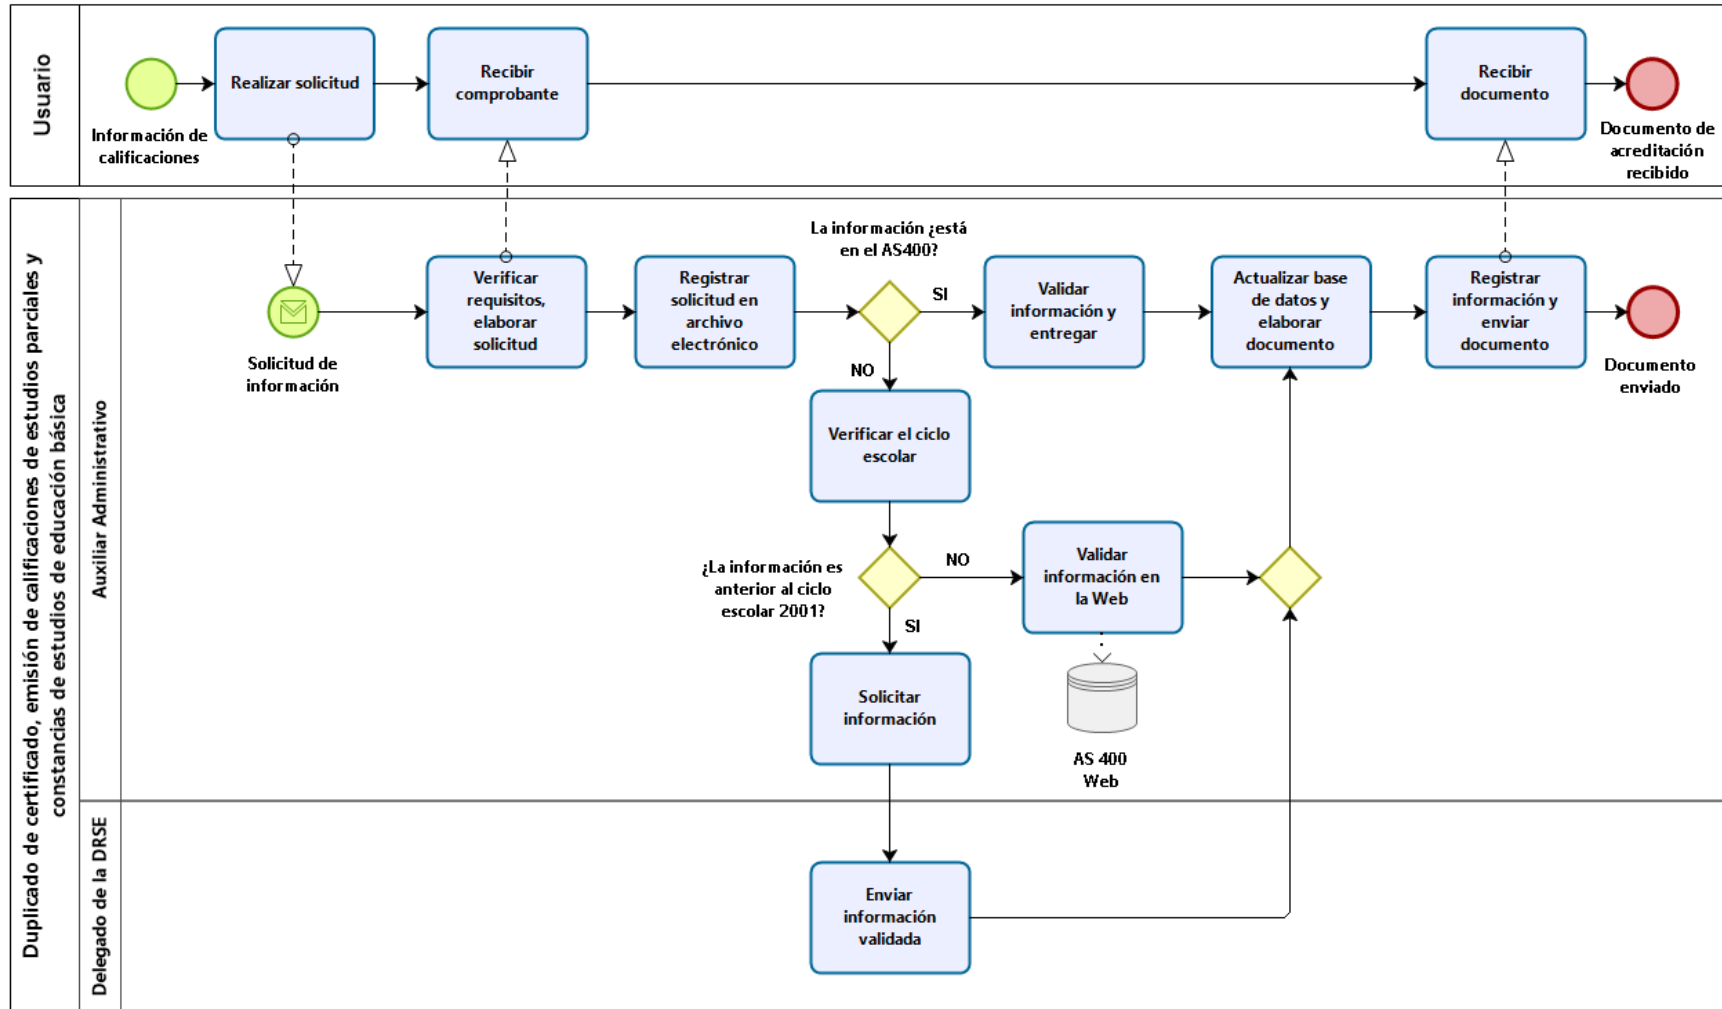 Usuario
Información de
calificaciones
Realizar solicitud
Recibir
comprobante
Recibir
documento
Documento de
acreditación
recibido
Duplicado de certificado, emisión de calificaciones de estudios parciales y
constancias de estudios de educación básica
Auxiliar Administrativo
Solicitud de
información
Verificar
requisitos,
elaborar
solicitud
Registrar
solicitud en
archivo
electrónico
La información ¿está
en el AS400?
SI
NO
Validar
información y
entregar
Actualizar base
de datos y
elaborar
documento
Registrar
información y
enviar
documento
Documento
enviado
Verificar el ciclo
escolar
¿La información es
anterior al ciclo
escolar 2001?
NO
SI
Validar
información en
la Web
AS 400
Web
Solicitar
información
Delegado de la DRSE
Enviar
información
validada